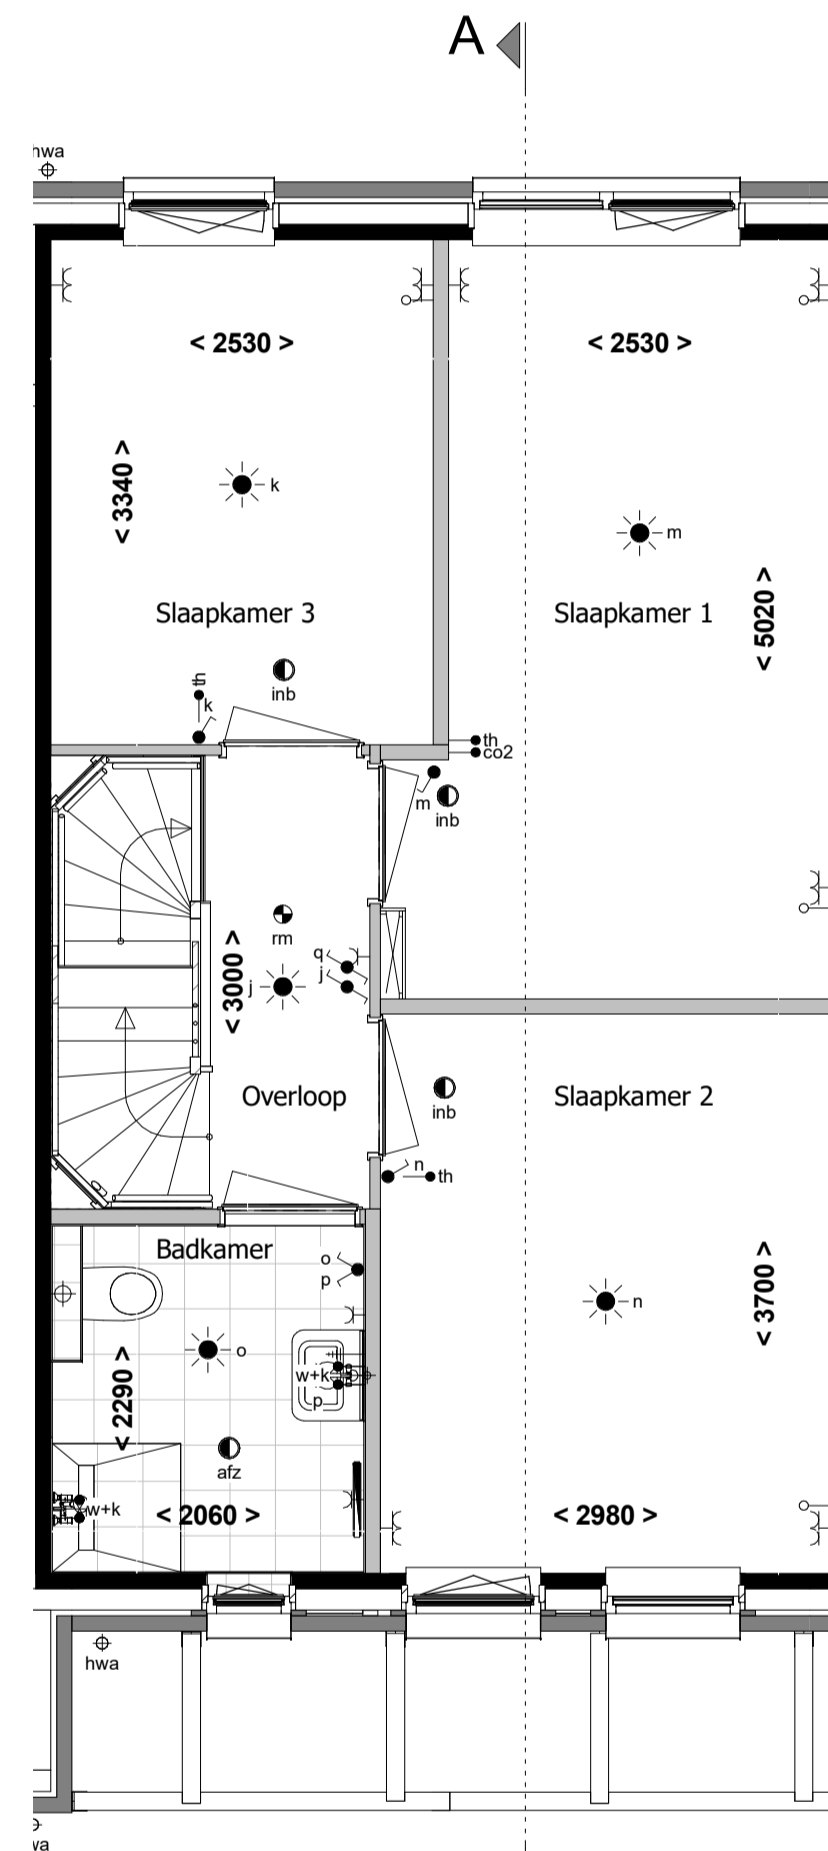 A
hwa
< 2530 >
< 2530 >
< 3340 >
k
m
Slaapkamer 3
Slaapkamer 1
< 5020 >
inb
th
k
th
co2
m
inb
rm
q
j
j
< 3000 >
Overloop
Slaapkamer 2
inb
n
th
Badkamer
o
p
n
< 3700 >
o
w+k
p
< 2290 >
afz
w+k
< 2060 >
< 2980 >
hwa
wa